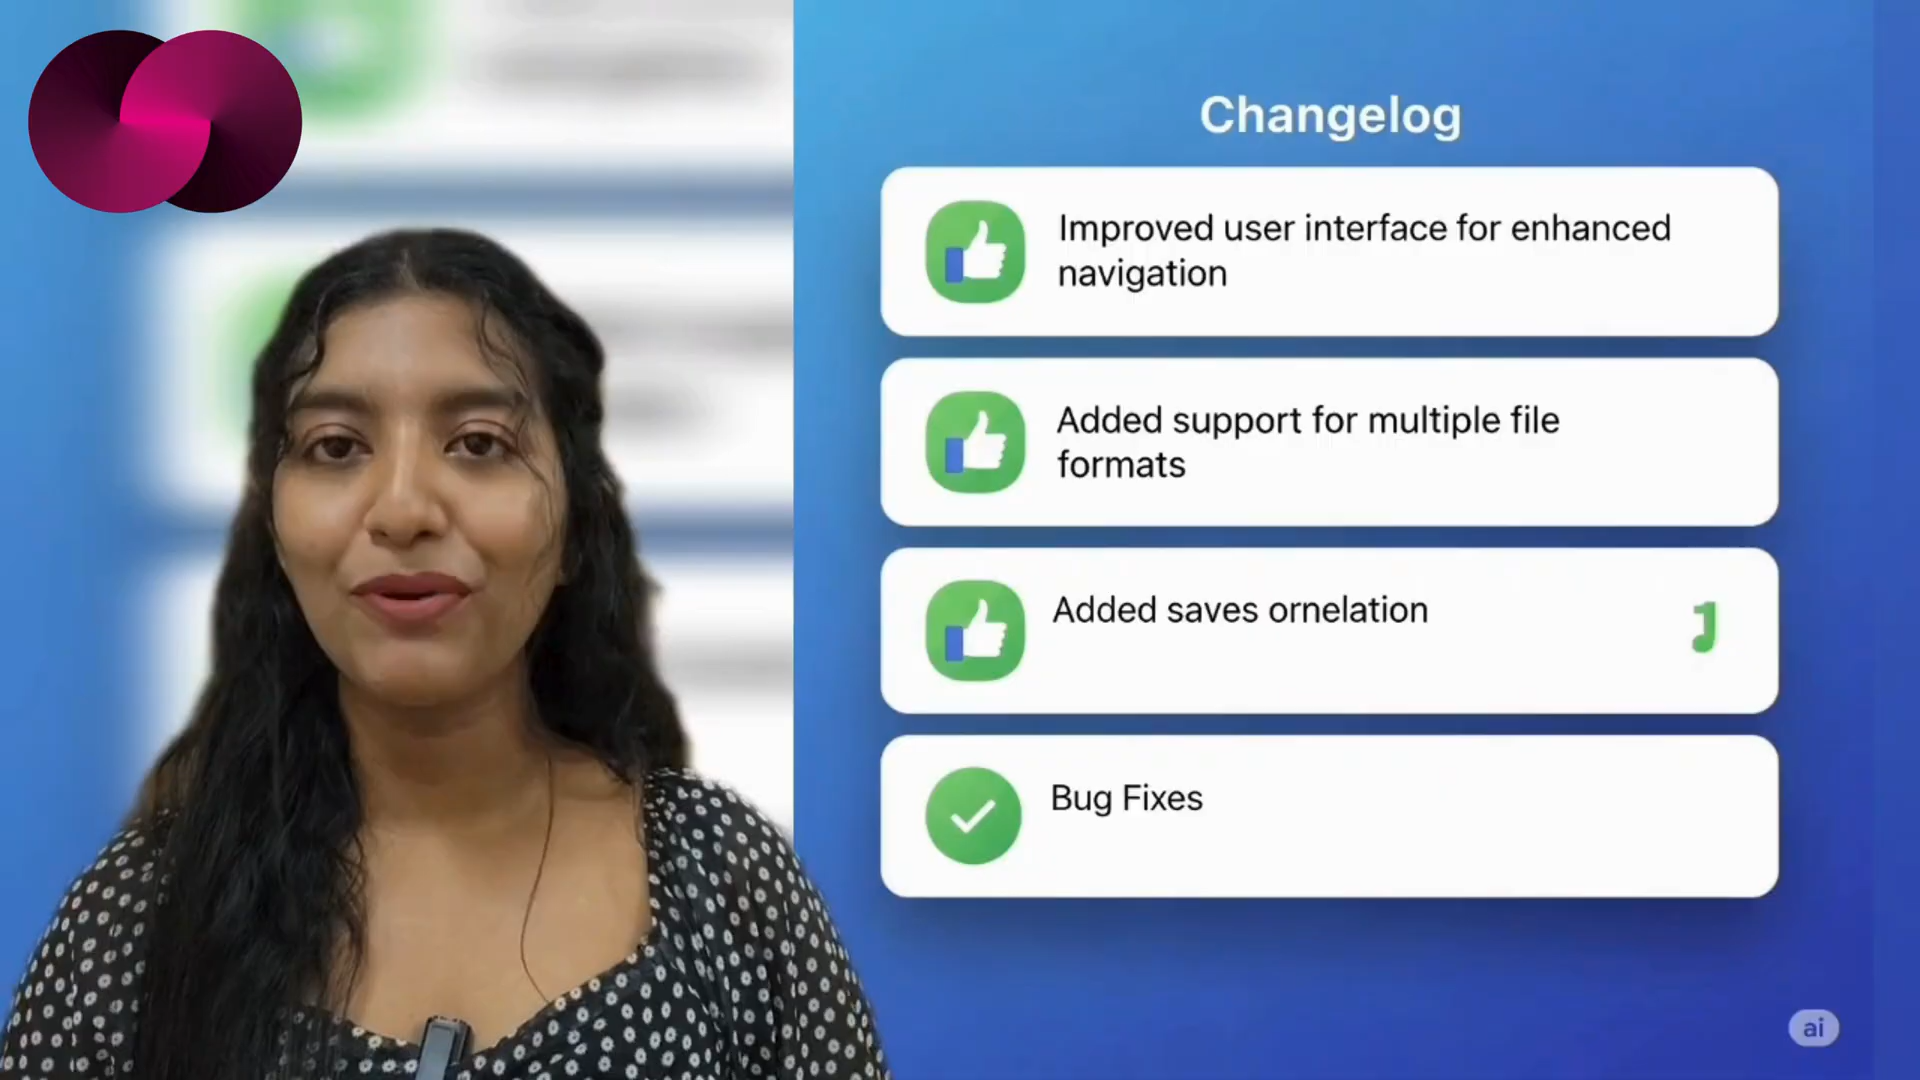 Changelog
Improved user interface for enhanced
navigation
Added support for multiple file
formats
Added saves ornelation
Bug Fixes
ai